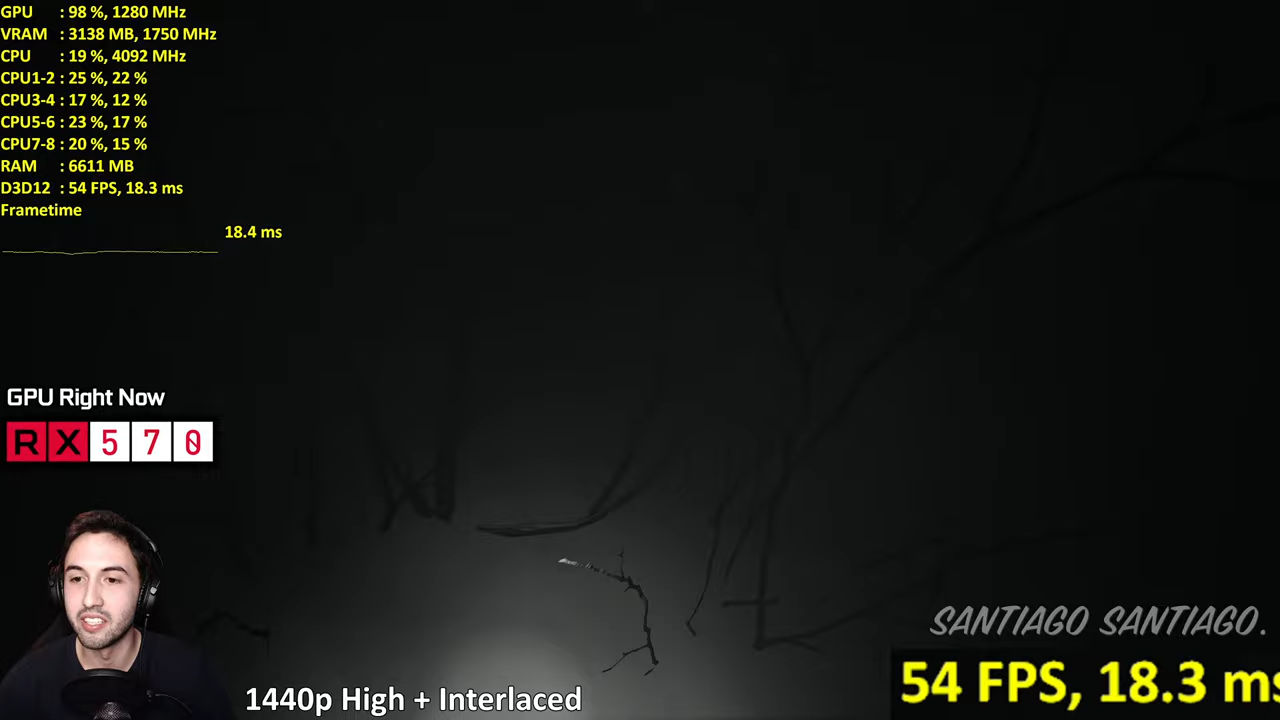 GPU : 98 %, 1280 MHz
VRAM : 3138 MB, 1750 MHz
CPU : 19 %, 4092 MHz
CPU1-2 : 25 %, 22 %
CPU3-4 : 17 %, 12 %
CPU5-6 : 23 %, 17 %
CPU7-8 : 20 %, 15 %
RAM : 6611 MB
D3D12 : 54 FPS, 18.3 ms
Frametime
18.4 ms
GPU Right Now
RX 570
SANTIAGO SANTIAGO.
54 FPS, 18.3 ms
1440p High + Interlaced